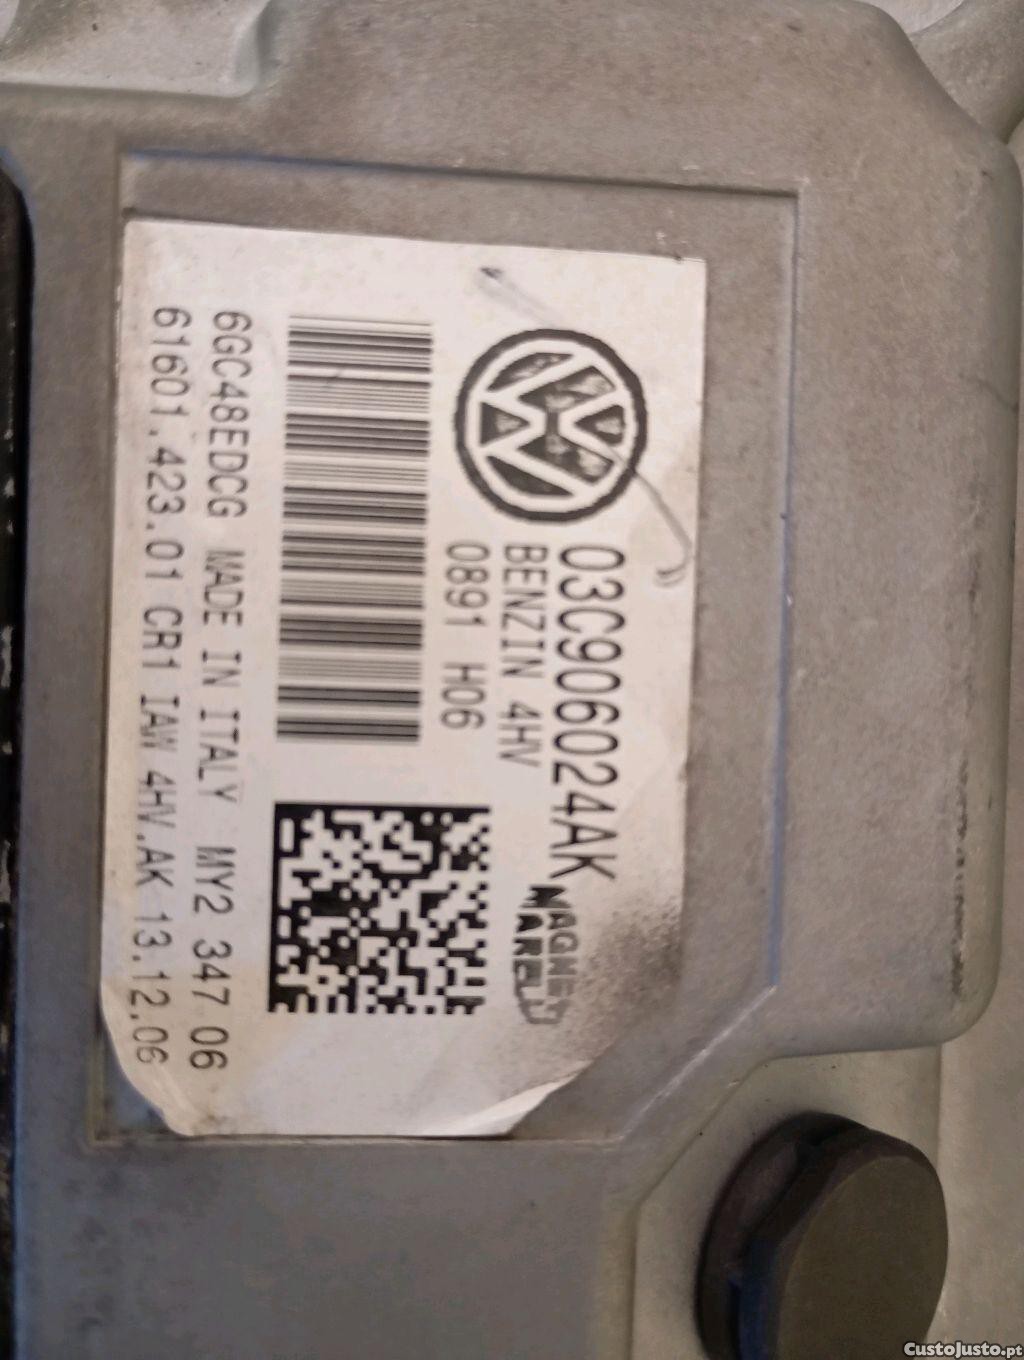 03C906024AK
BENZIN 4HV
0891 H06
MAGNETI
MARELLI
6GC48EDCG MADE IN ITALY MY2 347 06
61601.423.01 CR1 IAW 4HV.AK 13.12.06
CustoJusto.pt